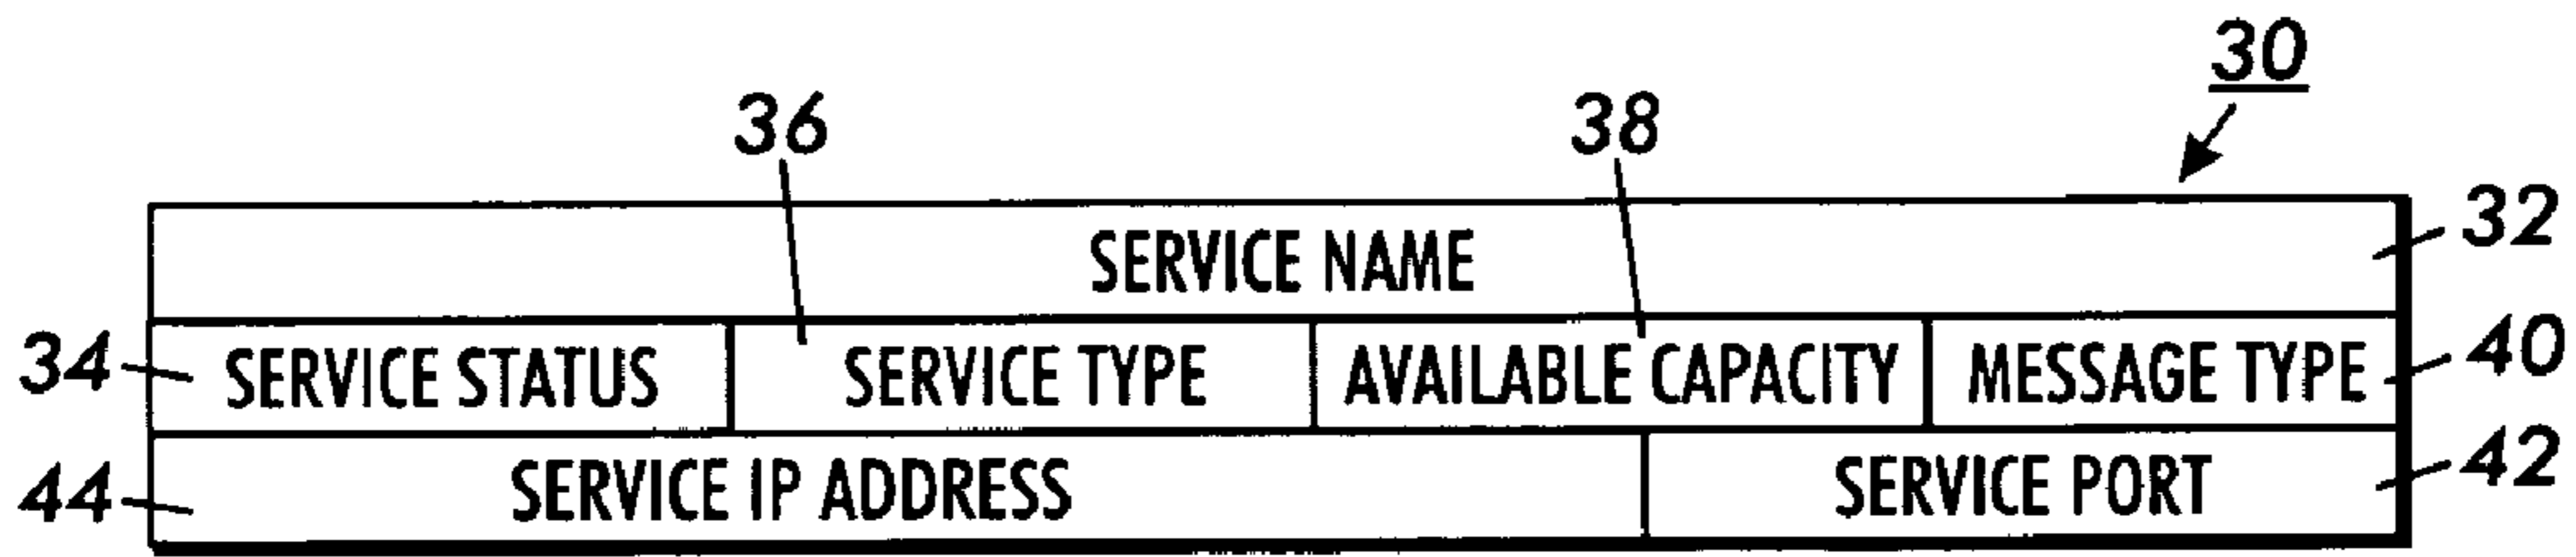 30
36 38
SERVICE NAME 32
34 SERVICE STATUS SERVICE TYPE AVAILABLE CAPACITY MESSAGE TYPE 40
44 SERVICE IP ADDRESS SERVICE PORT 42